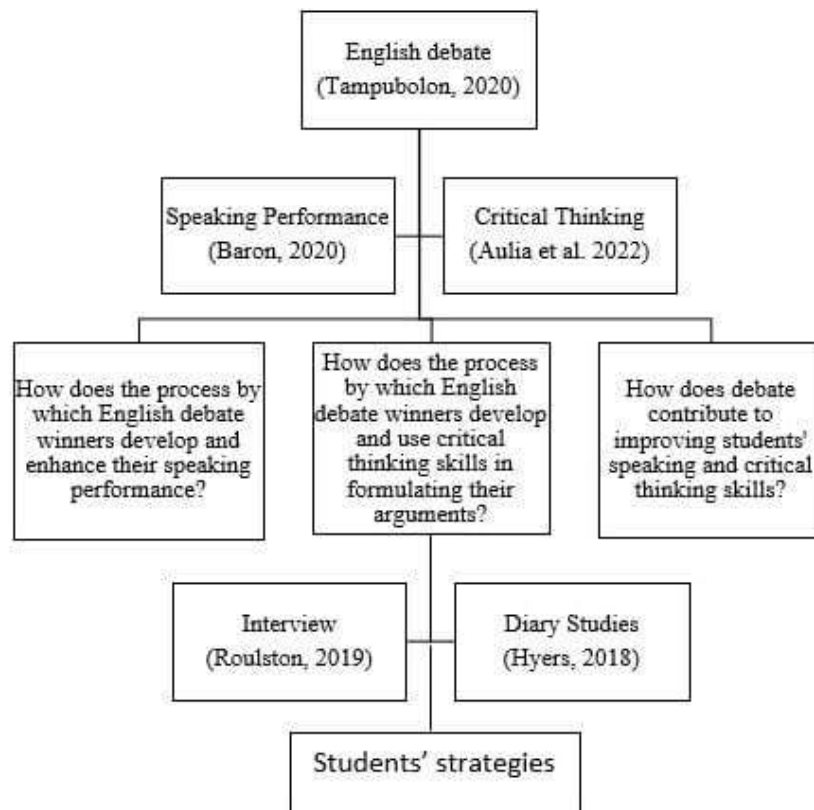 English debate
(Tampubolon, 2020)
Speaking Performance
(Baron, 2020)
Critical Thinking
(Aulia et al. 2022)
How does the process by
which English debate
winners develop and
enhance their speaking
performance?
How does the process
by which English
debate winners develop
and use critical
thinking skills in
formulating their
arguments?
How does debate
contribute to
improving students'
speaking and critical
thinking skills?
Interview
(Roulston, 2019)
Diary Studies
(Hyers, 2018)
Students' strategies